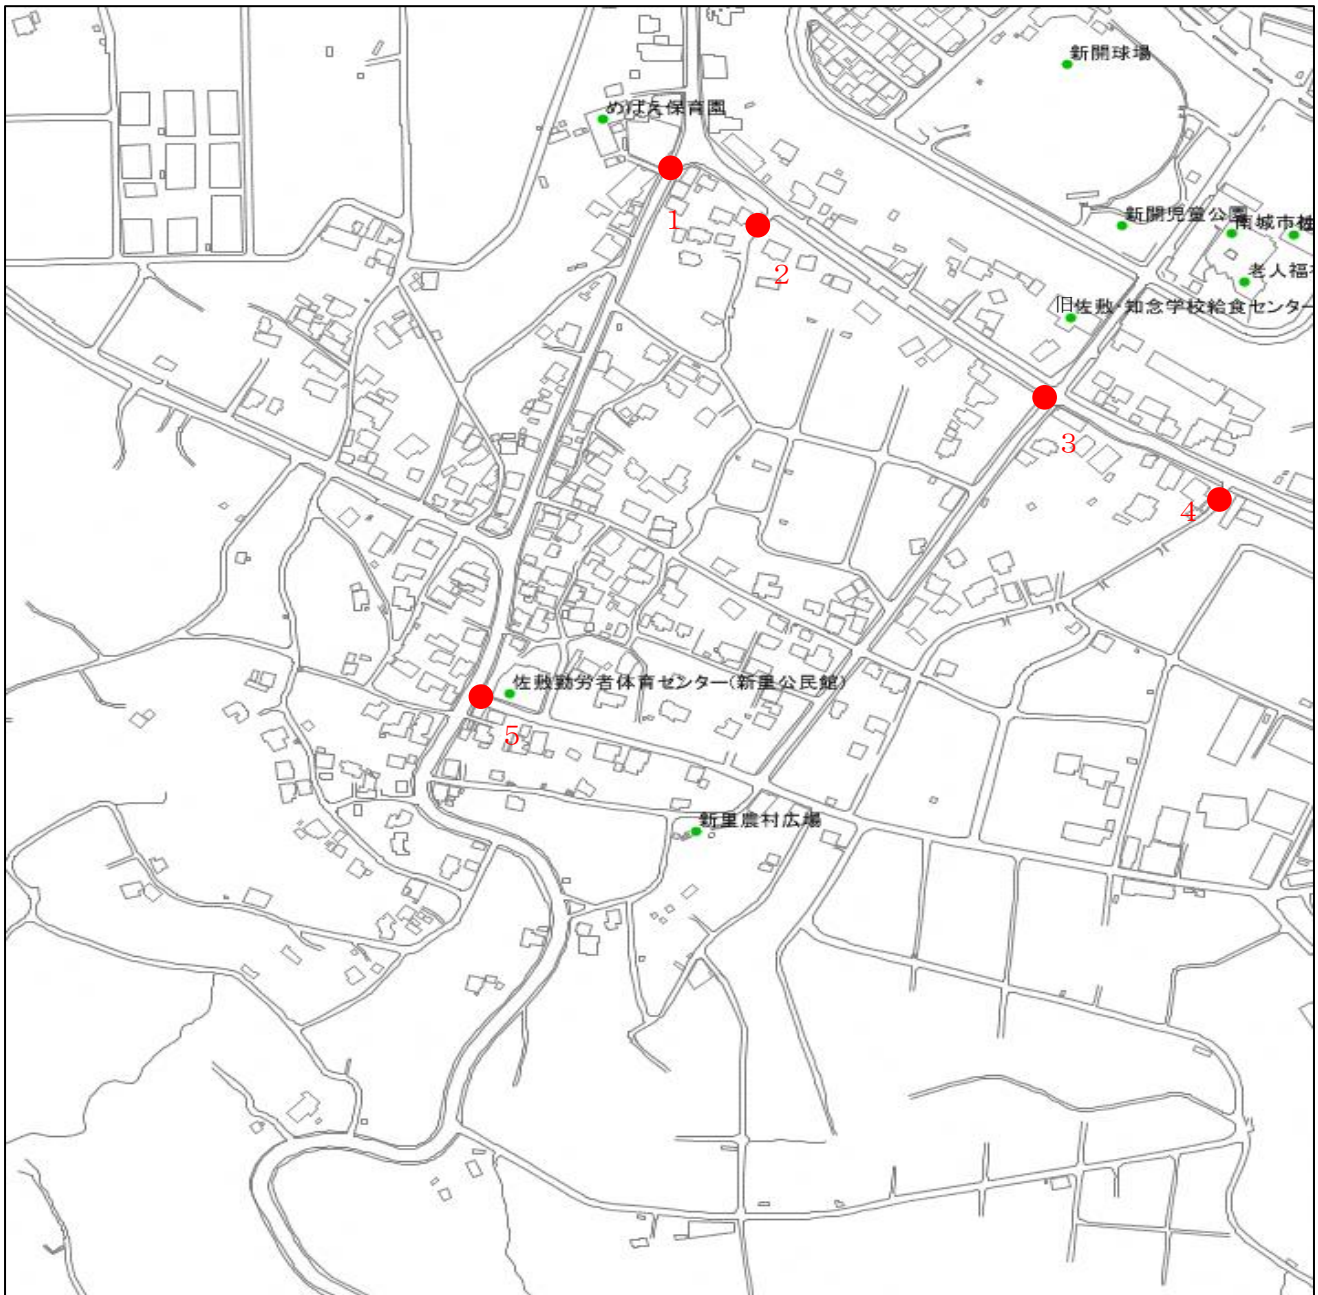 新開球場
めばえ保育園
新開児童公園
南城市社
老人福祉
旧佐敷・知念学校給食センター
1
2
3
4
佐敷勤労者体育センター(新里公民館)
5
新里農村広場